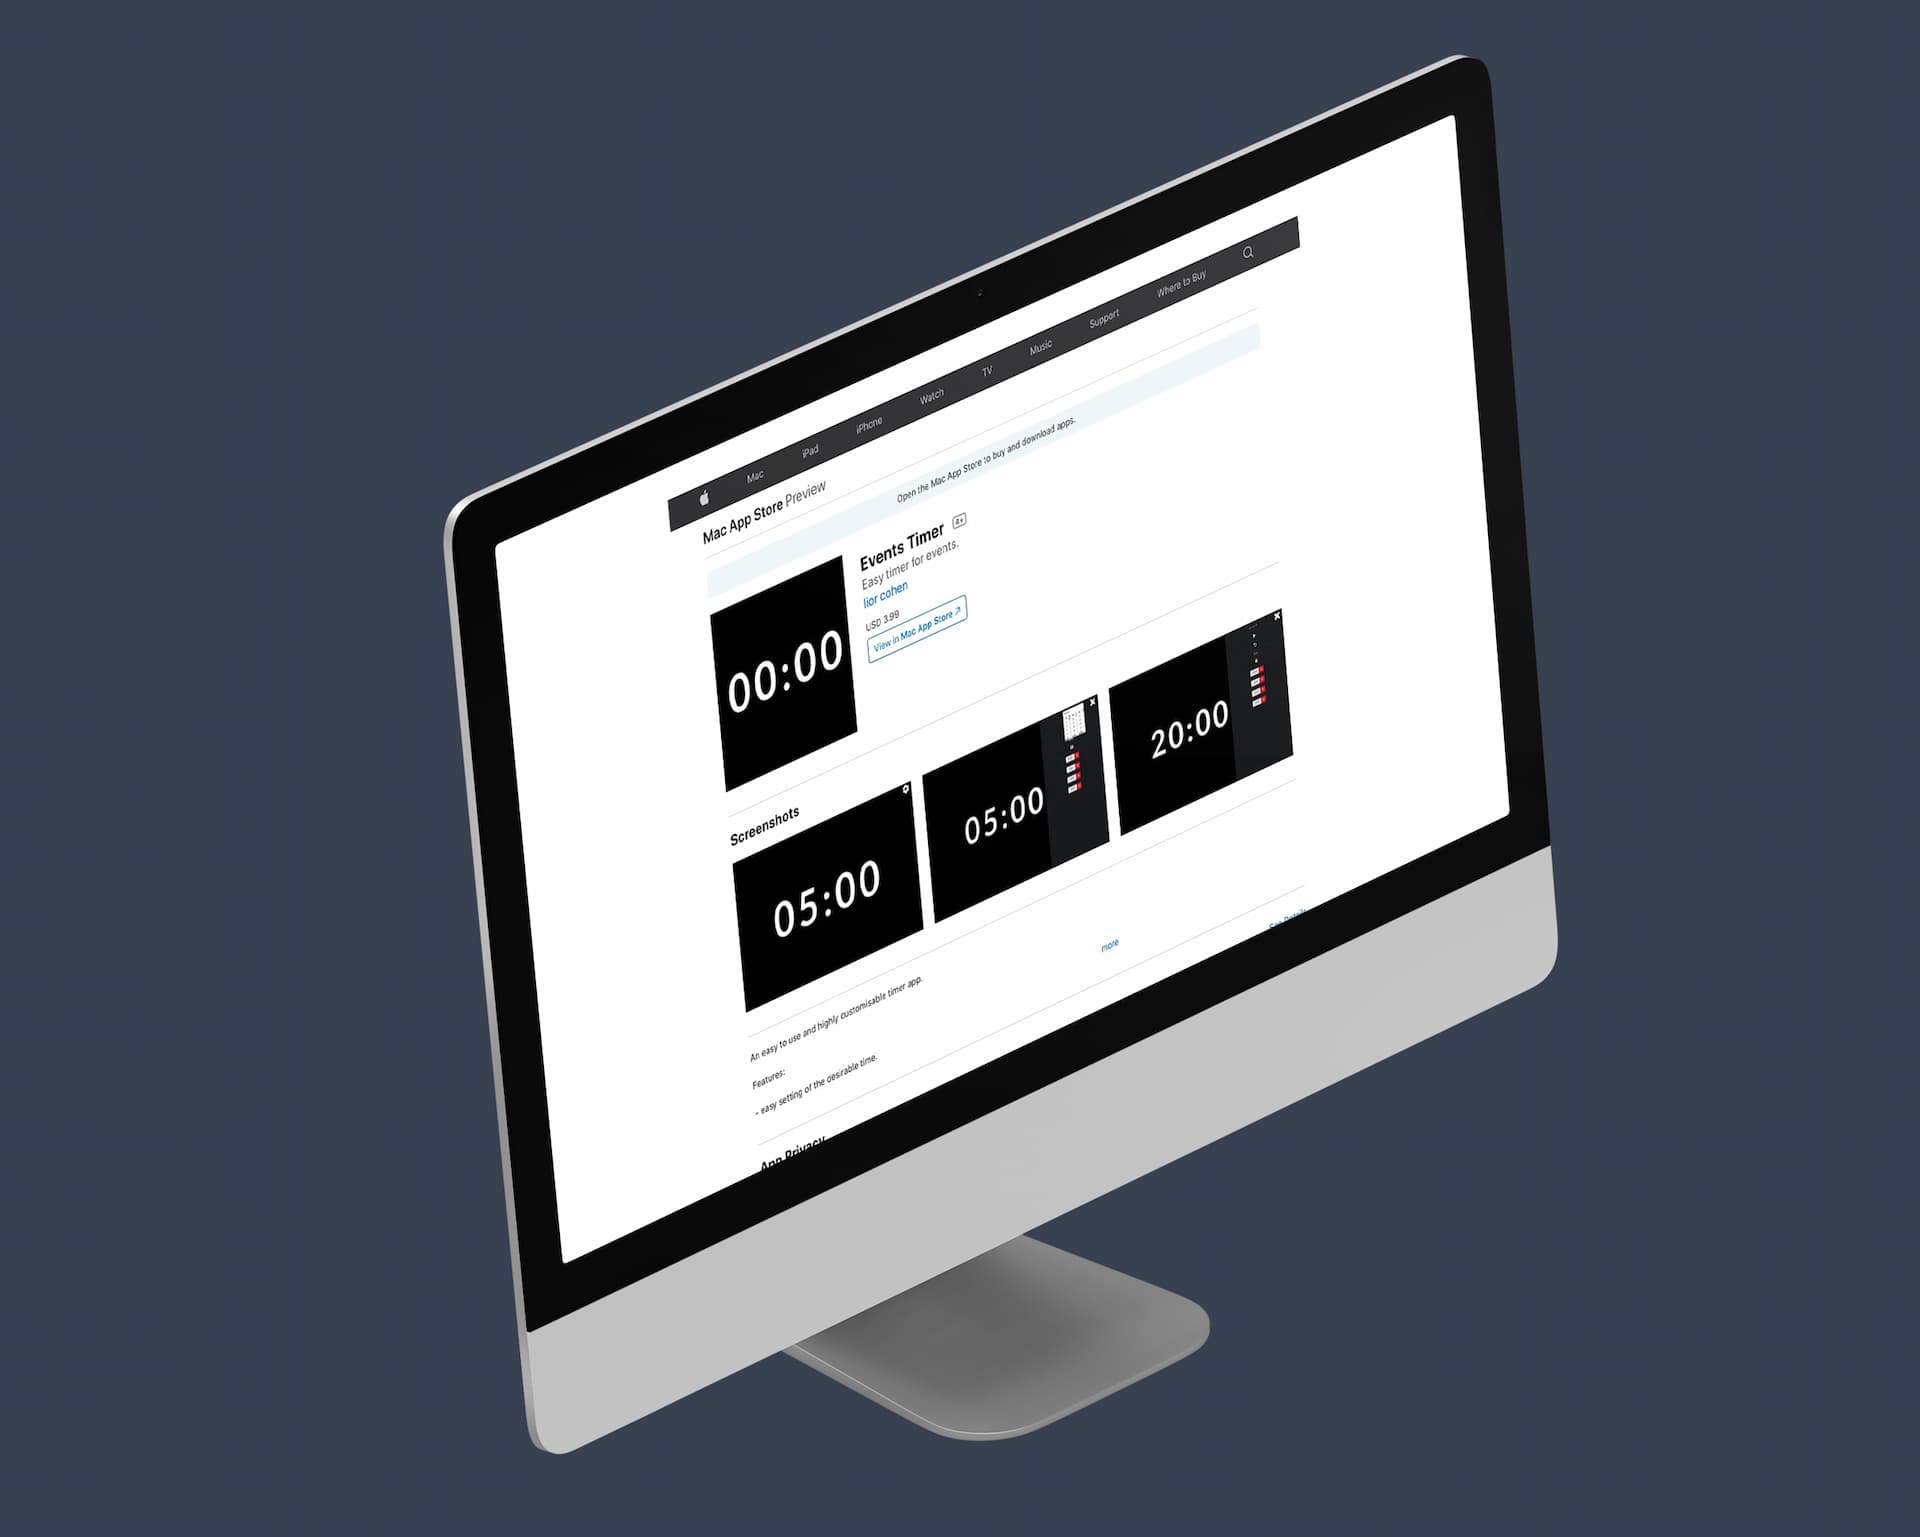 Mac iPad iPhone Watch TV Music Support Where to Buy
Mac App Store Preview
Open the Mac App Store to buy and download apps.
Events Timer 4+
Easy timer for events.
lior cohen
USD 3.99
View in Mac App Store ↗
00:00
Screenshots
05:00
05:00
20:00
An easy to use and highly customisable timer app.
Features:
- easy setting of the desirable time.
more
See Details
App Privacy